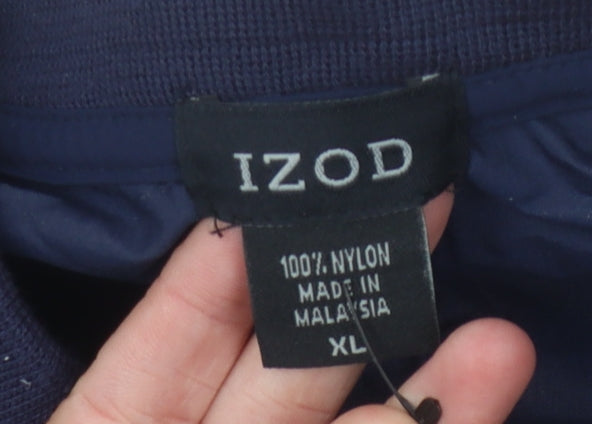 IZOD
100% NYLON
MADE IN
MALAYSIA
XL